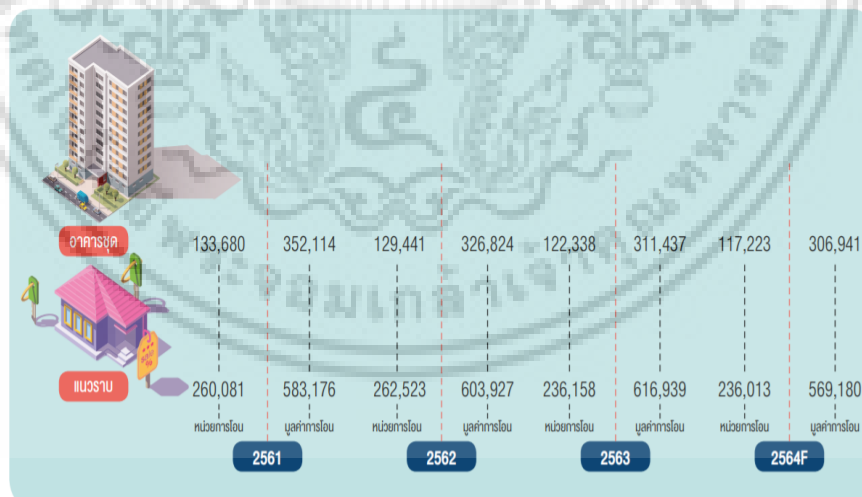 อาคารชุด 133,680 352,114 129,441 326,824 122,338 311,437 117,223 306,941
แนวราบ 260,081 583,176 262,523 603,927 236,158 616,939 236,013 569,180
หน่วยการโอน มูลค่าการโอน หน่วยการโอน มูลค่าการโอน หน่วยการโอน มูลค่าการโอน หน่วยการโอน มูลค่าการโอน
2561 2562 2563 2564F